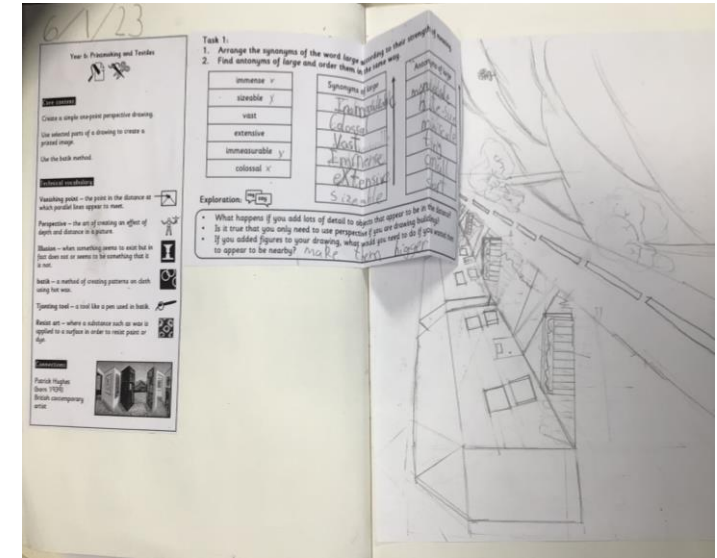 6/1/23
Year 6: Printmaking and Textiles
Core content
Create a simple one-point perspective drawing.
Use selected parts of a drawing to create a
printed image.
Use the batik method.
Technical vocabulary
Vanishing point – the point in the distance at
which parallel lines appear to meet.
Perspective – the art of creating an effect of
depth and distance in a picture.
Illusion – when something seems to exist but in
fact does not or seems to be something that it
is not.
batik – a method of creating patterns on cloth
using hot wax.
Tjanting tool – a tool like a pen used in batik.
Resist art – where a substance such as wax is
applied to a surface in order to resist paint or
dye.
Connections
Patrick Hughes
(born 1939)
British contemporary
artist
Task 1:
1. Arrange the synonyms of the word large according to their strength of meaning.
2. Find antonyms of large and order them in the same way.
immense
sizeable
vast
extensive
immeasurable
colossal
Synonyms of large
Colossal
Vast
Immense
extensive
Antonyms of large
Exploration:
What happens if you add lots of detail to objects that appear to be in the
Is it true that you only need to use perspective if you are drawing buildings?
If you added figures to your drawing, what would you need to do if you wanted
to appear to be nearby? make them bigger